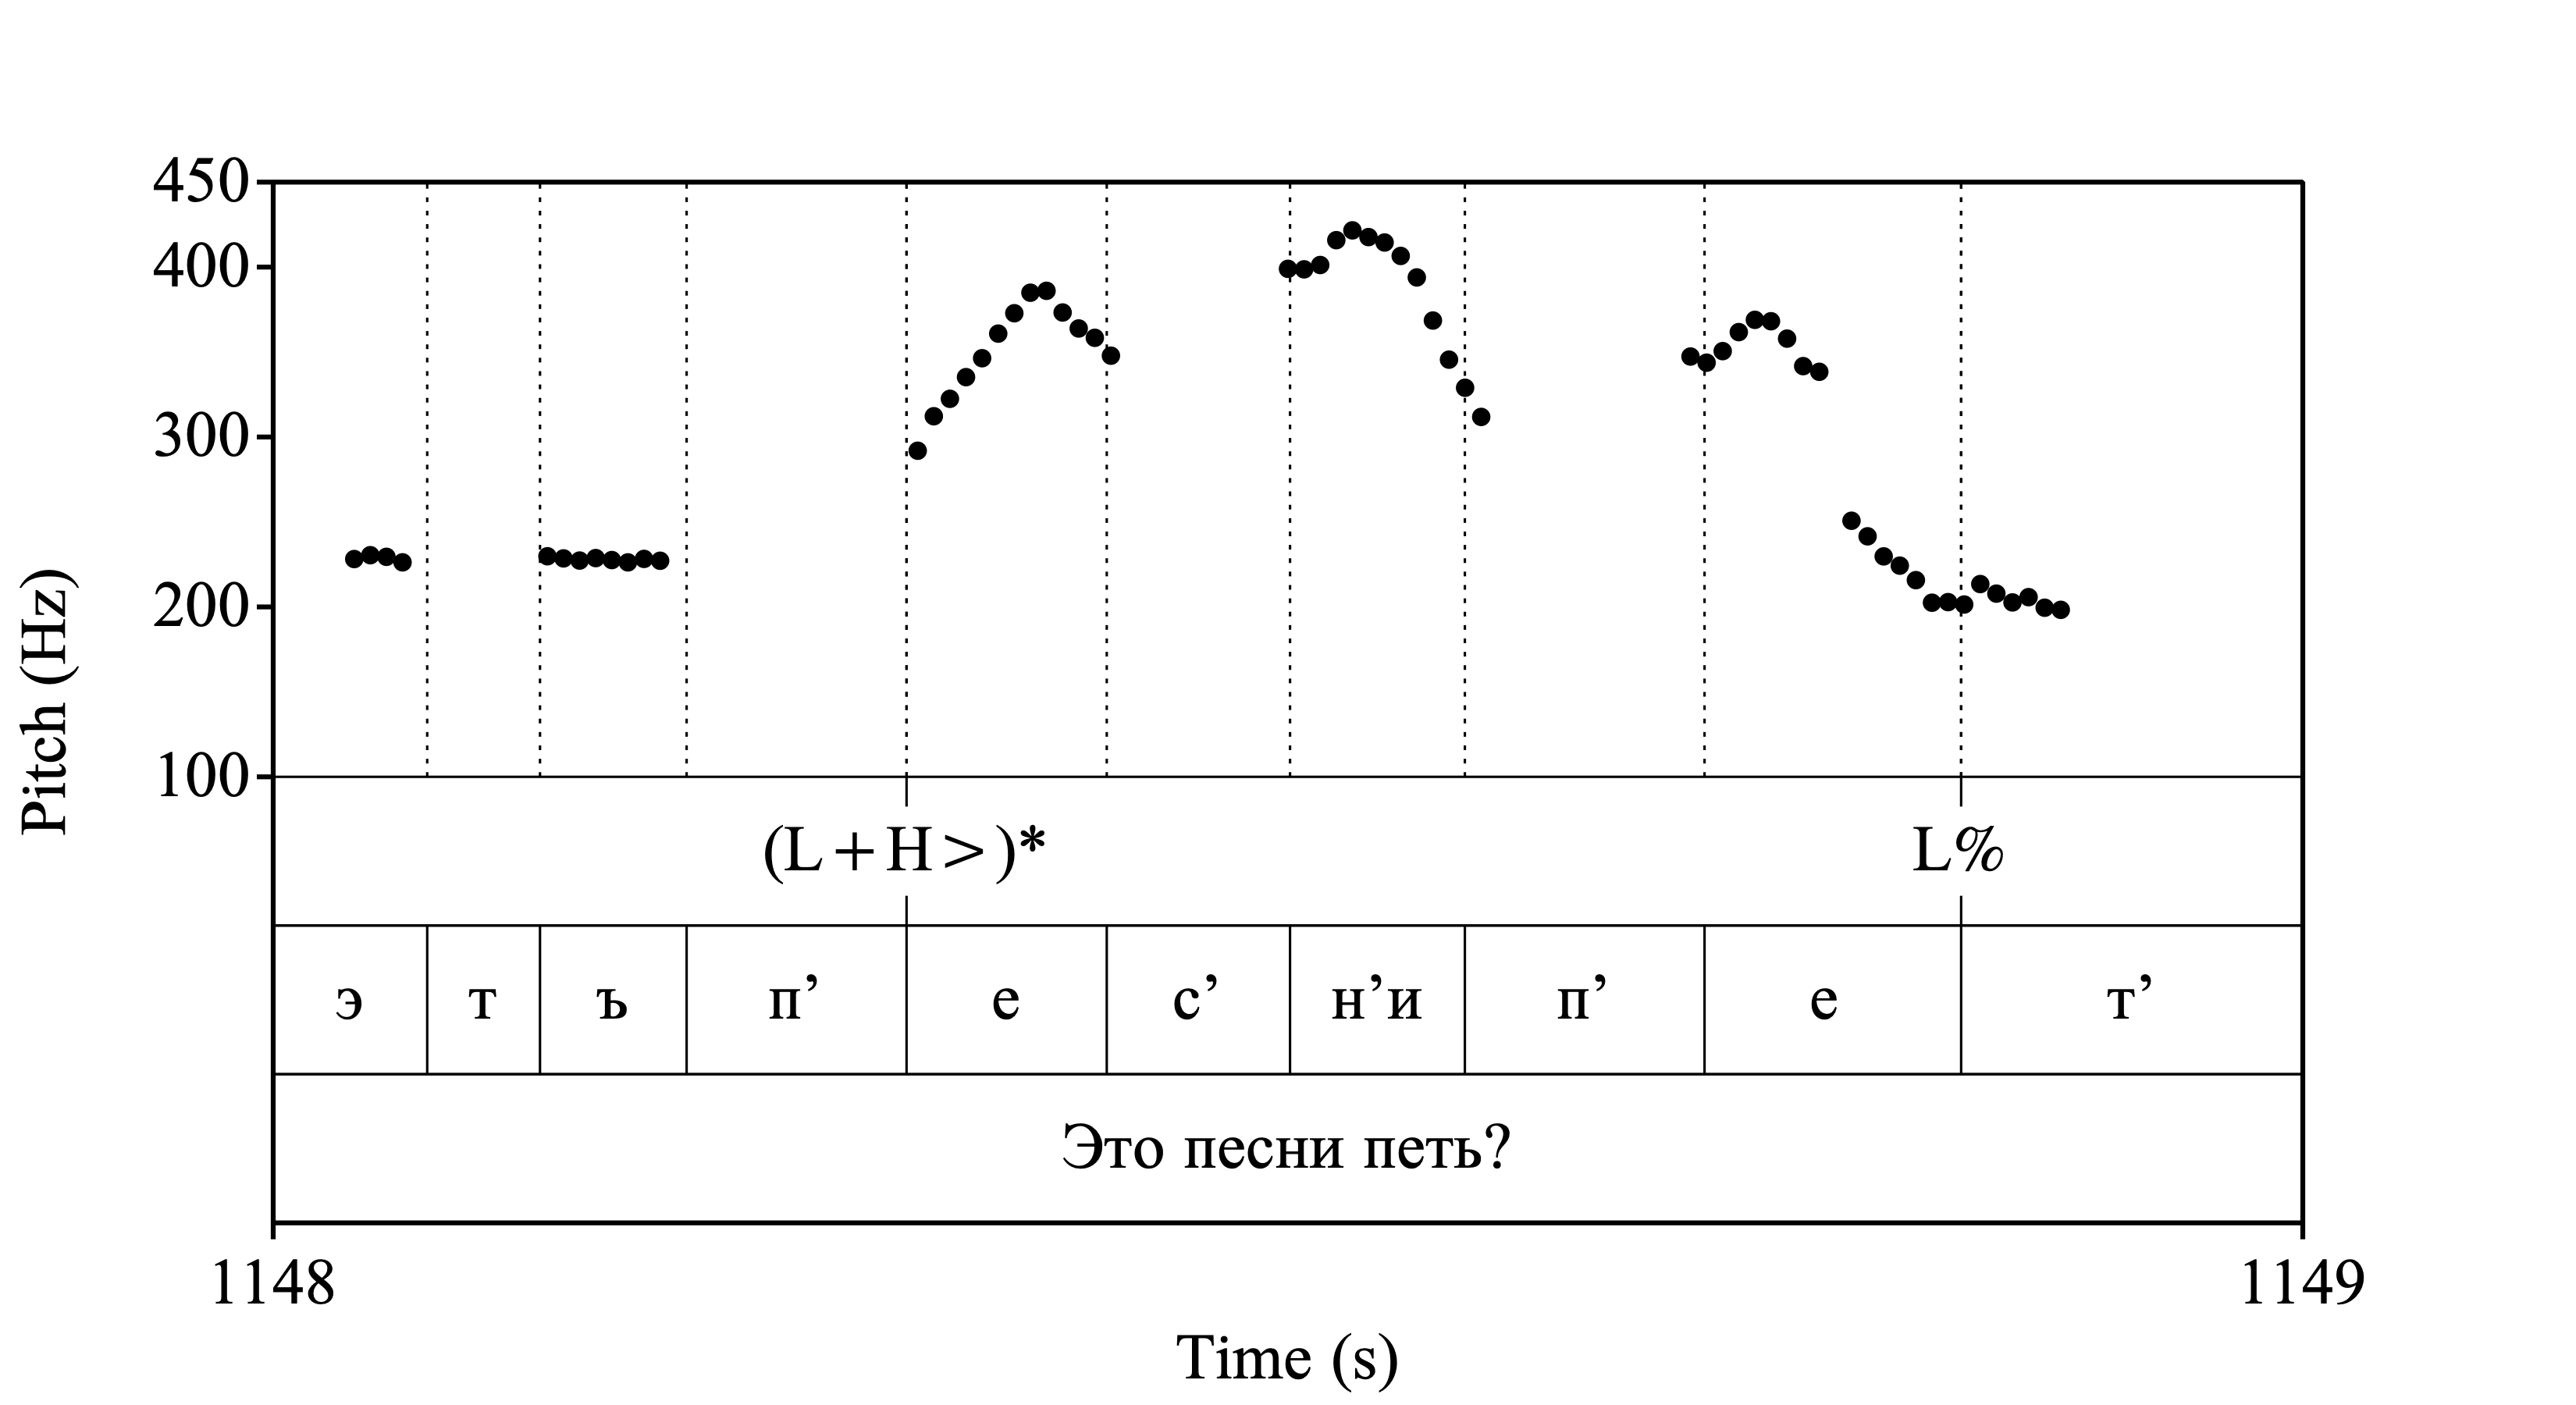 450
400
300
200
100
Pitch (Hz)
(L+H>)* L%
э т ъ п’ е с’ н’и п’ е т’
Это песни петь?
1148 1149
Time (s)